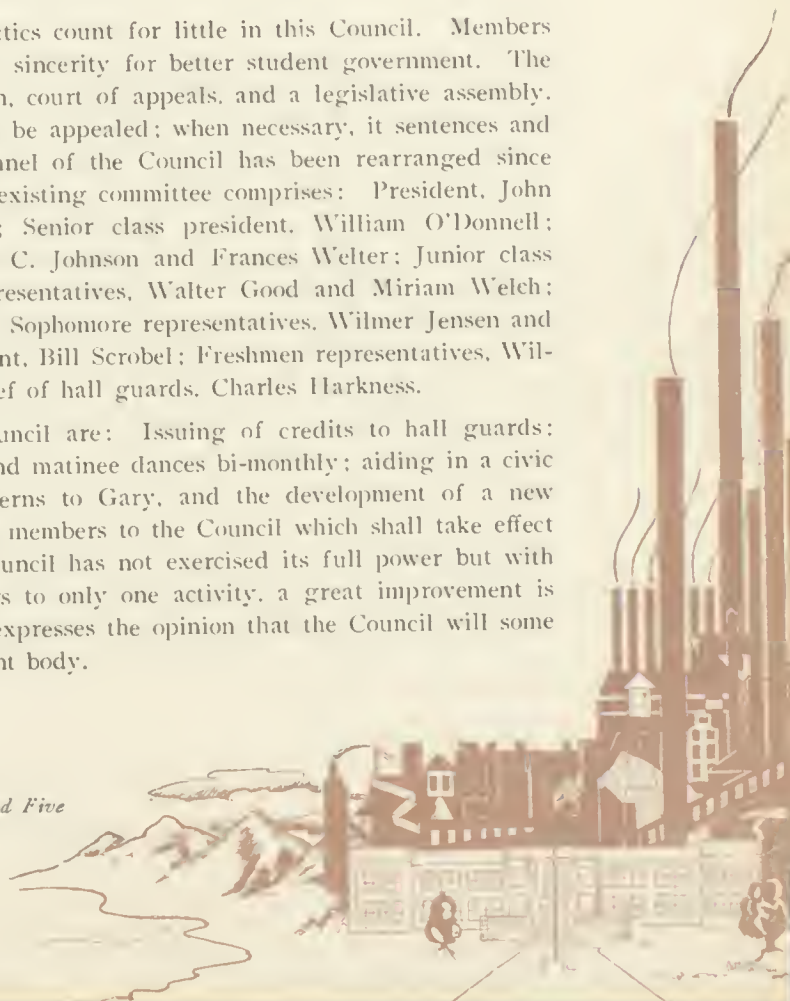 tics count for little in this Council. Members
sincerity for better student government. The
n, court of appeals, and a legislative assembly.
be appealed; when necessary, it sentences and
nnel of the Council has been rearranged since
existing committee comprises: President, John
; Senior class president, William O'Donnell;
C. Johnson and Frances Welter; Junior class
resentatives, Walter Good and Miriam Welch;
Sophomore representatives, Wilmer Jensen and
nt, Bill Scrobel; Freshmen representatives, Wil-
ef of hall guards, Charles Harkness.
uncil are: Issuing of credits to hall guards:
nd matinee dances bi-monthly; aiding in a civic
erns to Gary, and the development of a new
members to the Council which shall take effect
ouncil has not exercised its full power but with
s to only one activity, a great improvement is
expresses the opinion that the Council will some
nt body.
d Five